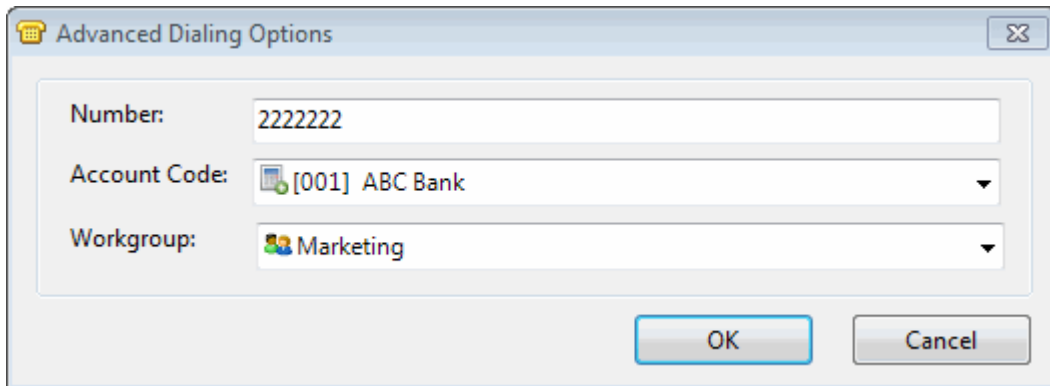 Advanced Dialing Options
Number: 2222222
Account Code: [001] ABC Bank
Workgroup: Marketing
OK Cancel